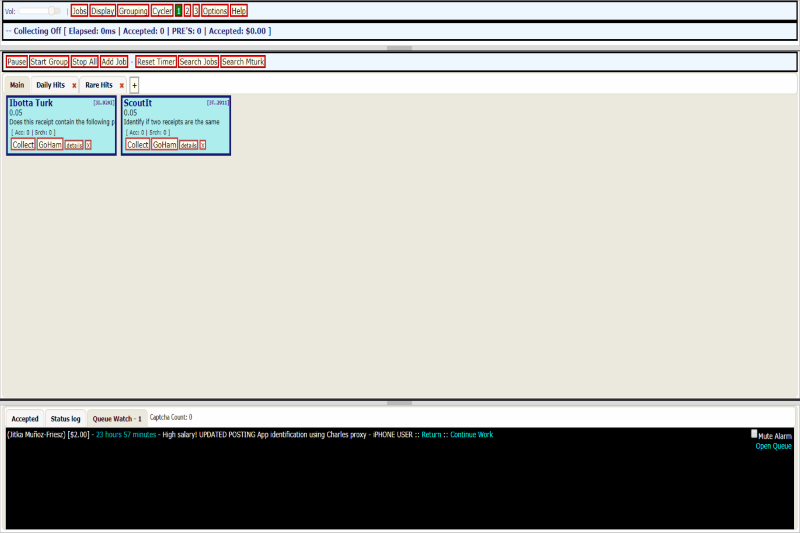 Vol: | Jobs Display Grouping Cycler 1 2 3 Options Help
-- Collecting Off [ Elapsed: 0ms | Accepted: 0 | PRE'S: 0 | Accepted: $0.00 ]
Pause Start Group Stop All Add Job - Reset Timer Search Jobs Search Mturk
Main Daily Hits x Rare Hits x +
Ibotta Turk
0.05
Does this receipt contain the following p
[ Acc: 0 | Srch: 0 ]
Collect GoHam details X
ScoutIt
0.05
Identify if two receipts are the same
[ Acc: 0 | Srch: 0 ]
Collect GoHam details X
Accepted Status log Queue Watch - 1 Captcha Count: 0
(Jitka Muñoz-Friesz) [$2.00] - 23 hours 57 minutes - High salary! UPDATED POSTING App identification using Charles proxy - iPHONE USER :: Return :: Continue Work
Mute Alarm
Open Queue